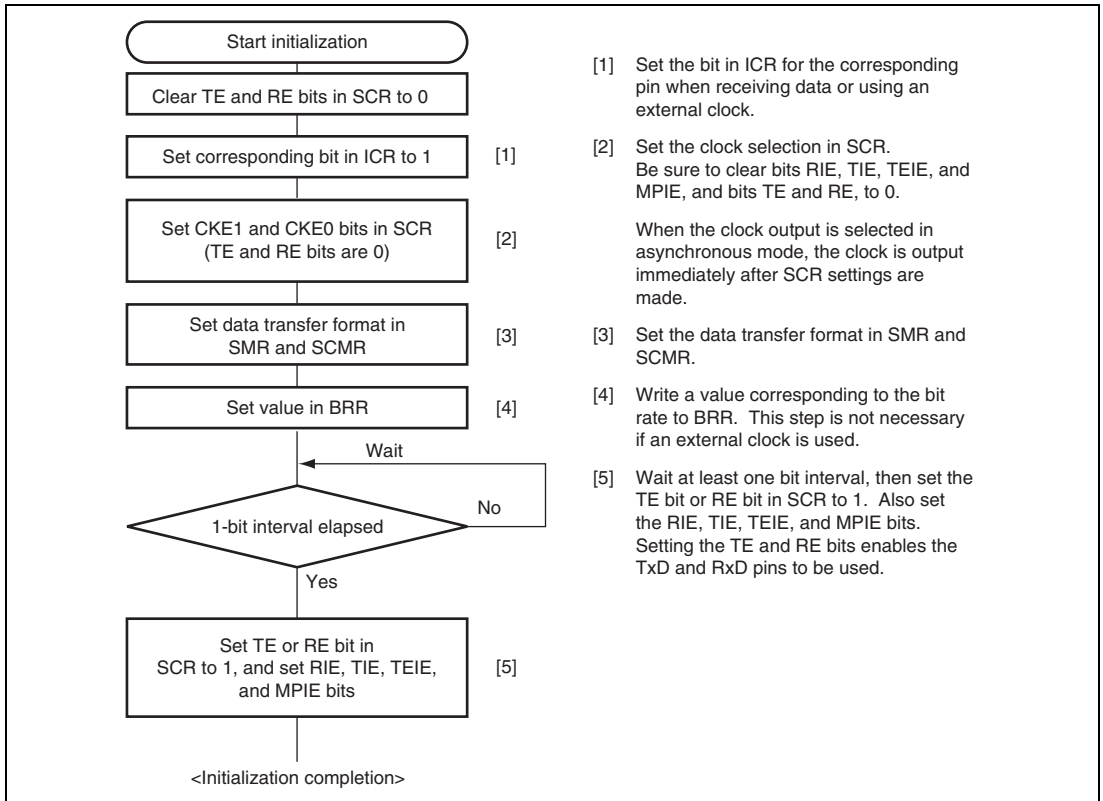 Start initialization
Clear TE and RE bits in SCR to 0
Set corresponding bit in ICR to 1
[1]
Set CKE1 and CKE0 bits in SCR
(TE and RE bits are 0)
[2]
Set data transfer format in
SMR and SCMR
[3]
Set value in BRR
[4]
Wait
No
1-bit interval elapsed
Yes
Set TE or RE bit in
SCR to 1, and set RIE, TIE, TEIE,
and MPIE bits
[5]
<Initialization completion>
[1] Set the bit in ICR for the corresponding
pin when receiving data or using an
external clock.
[2] Set the clock selection in SCR.
Be sure to clear bits RIE, TIE, TEIE, and
MPIE, and bits TE and RE, to 0.
When the clock output is selected in
asynchronous mode, the clock is output
immediately after SCR settings are
made.
[3] Set the data transfer format in SMR and
SCMR.
[4] Write a value corresponding to the bit
rate to BRR. This step is not necessary
if an external clock is used.
[5] Wait at least one bit interval, then set the
TE bit or RE bit in SCR to 1. Also set
the RIE, TIE, TEIE, and MPIE bits.
Setting the TE and RE bits enables the
TxD and RxD pins to be used.